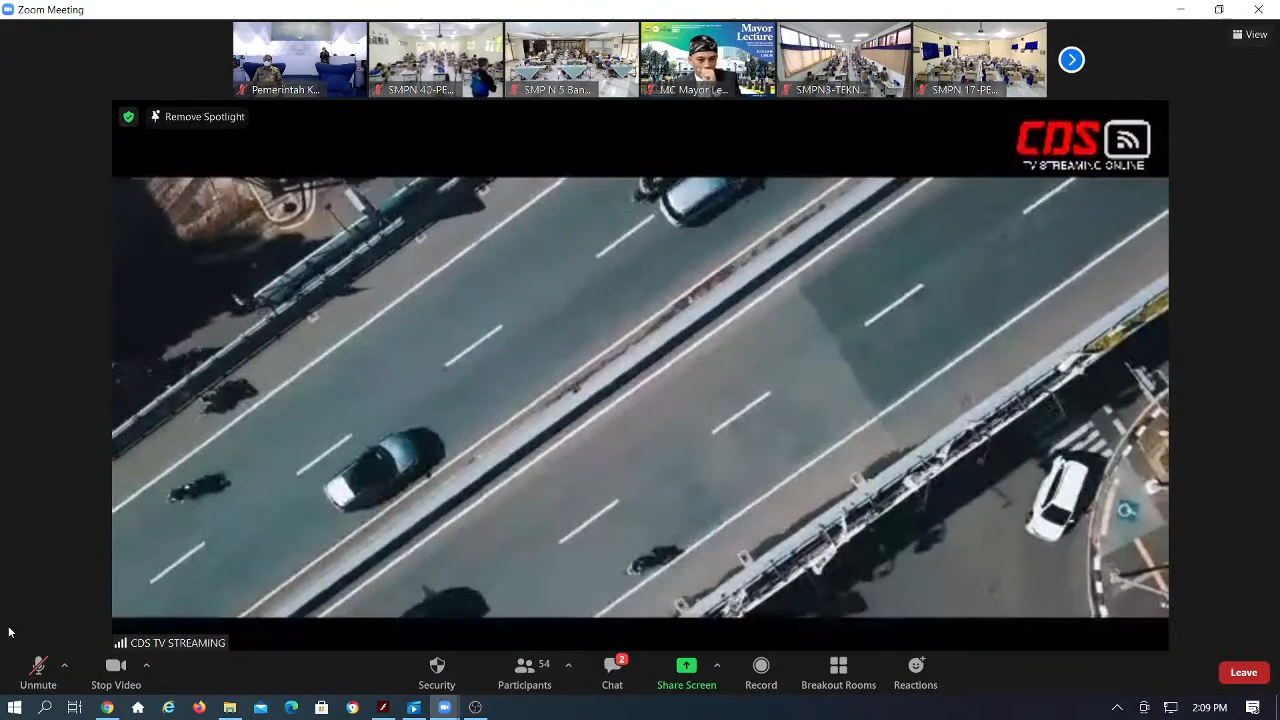 Zoom Meeting
View
Pemerintah K...
SMPN 40-PE...
SMP N 5 Ban...
Mayor
Lecture
MC Mayor Le...
SMPN3-TEKN...
SMPN 17-PE...
Remove Spotlight
CDS
TV STREAMING ONLINE
CDS TV STREAMING
Unmute
Stop Video
Security
Participants
54
Chat
2
Share Screen
Record
Breakout Rooms
Reactions
Leave
2:09 PM